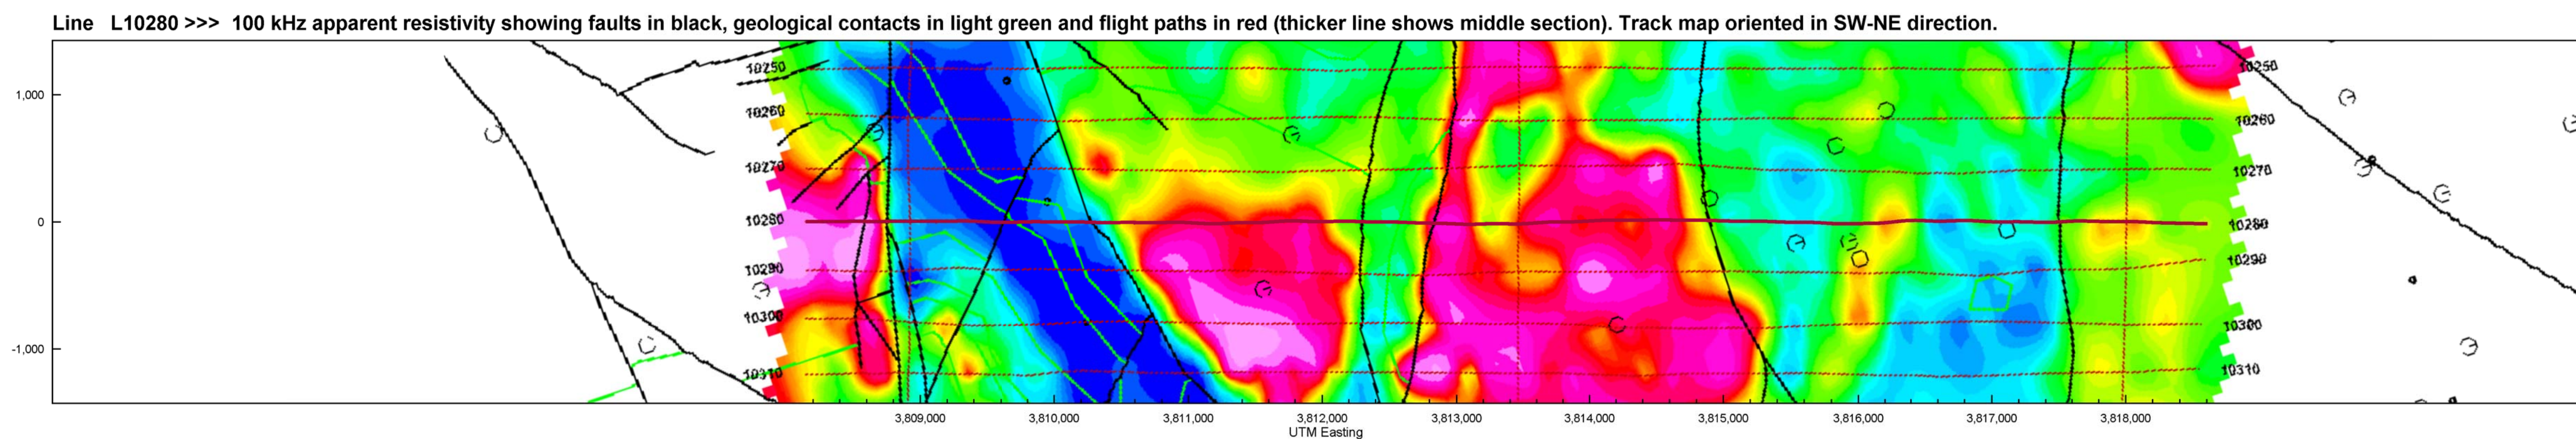 Line L10280 >>> 100 kHz apparent resistivity showing faults in black, geological contacts in light green and flight paths in red (thicker line shows middle section). Track map oriented in SW-NE direction.
10250 10250
1,000
10260 10260
10270 10270
0 10280 10280
10290 10290
10300 10300
-1,000
10310 10310
3,809,000 3,810,000 3,811,000 3,812,000 3,813,000 3,814,000 3,815,000 3,816,000 3,817,000 3,818,000
UTM Easting